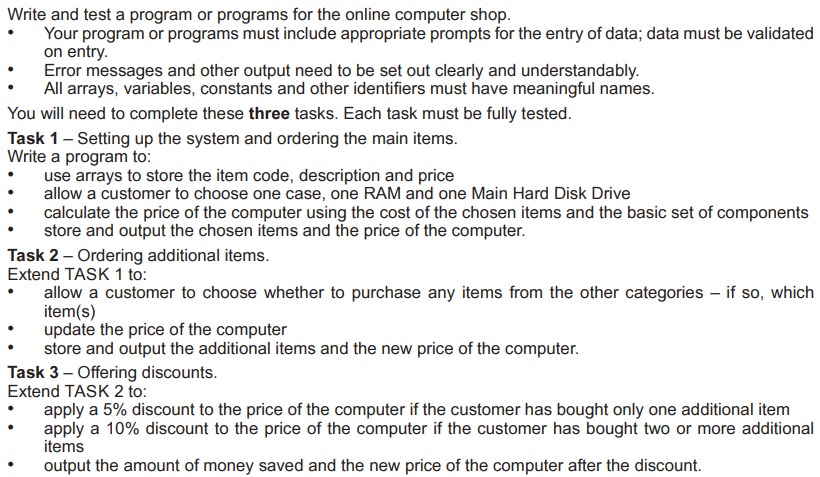 Write and test a program or programs for the online computer shop.
• Your program or programs must include appropriate prompts for the entry of data; data must be validated
on entry.
• Error messages and other output need to be set out clearly and understandably.
• All arrays, variables, constants and other identifiers must have meaningful names.
You will need to complete these three tasks. Each task must be fully tested.
Task 1 – Setting up the system and ordering the main items.
Write a program to:
• use arrays to store the item code, description and price
• allow a customer to choose one case, one RAM and one Main Hard Disk Drive
• calculate the price of the computer using the cost of the chosen items and the basic set of components
• store and output the chosen items and the price of the computer.
Task 2 – Ordering additional items.
Extend TASK 1 to:
• allow a customer to choose whether to purchase any items from the other categories – if so, which
item(s)
• update the price of the computer
• store and output the additional items and the new price of the computer.
Task 3 – Offering discounts.
Extend TASK 2 to:
• apply a 5% discount to the price of the computer if the customer has bought only one additional item
• apply a 10% discount to the price of the computer if the customer has bought two or more additional
items
• output the amount of money saved and the new price of the computer after the discount.